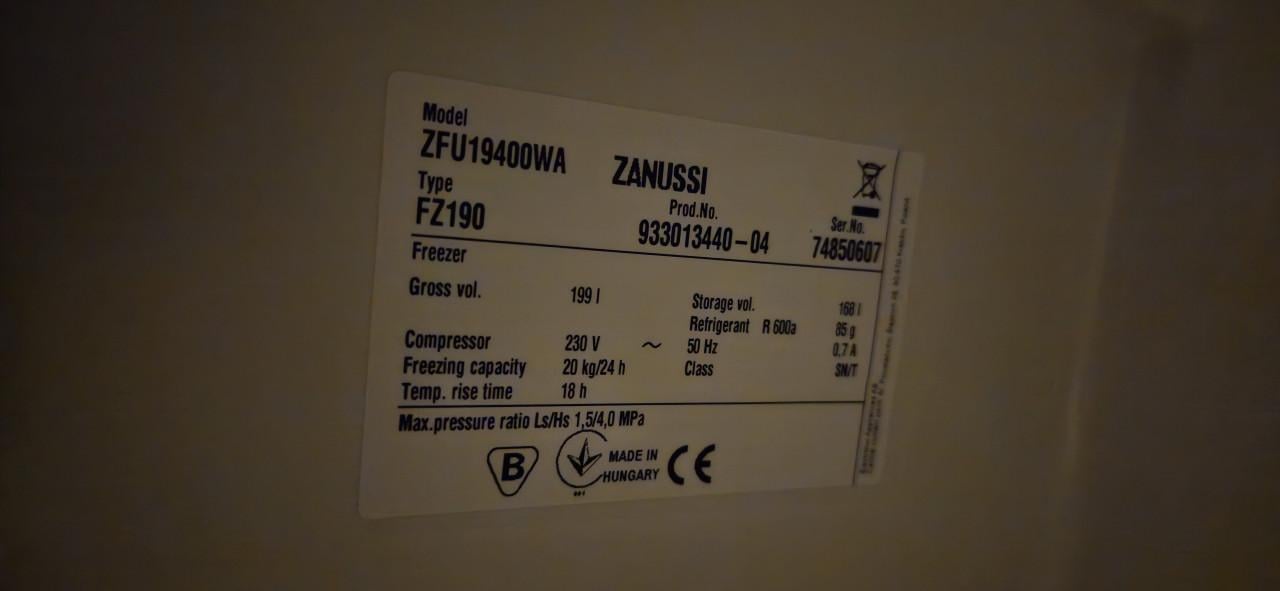 Model
ZFU19400WA ZANUSSI
Type Prod.No. Ser.No.
FZ190 933013440-04 74850607
Freezer
Gross vol. 199 l Storage vol. 168 l
Refrigerant R 600a 85 g
Compressor 230 V ~ 50 Hz 0,7 A
Freezing capacity 20 kg/24 h Class SN/T
Temp. rise time 18 h
Max.pressure ratio Ls/Hs 1,5/4,0 MPa
B MADE IN
HUNGARY CE